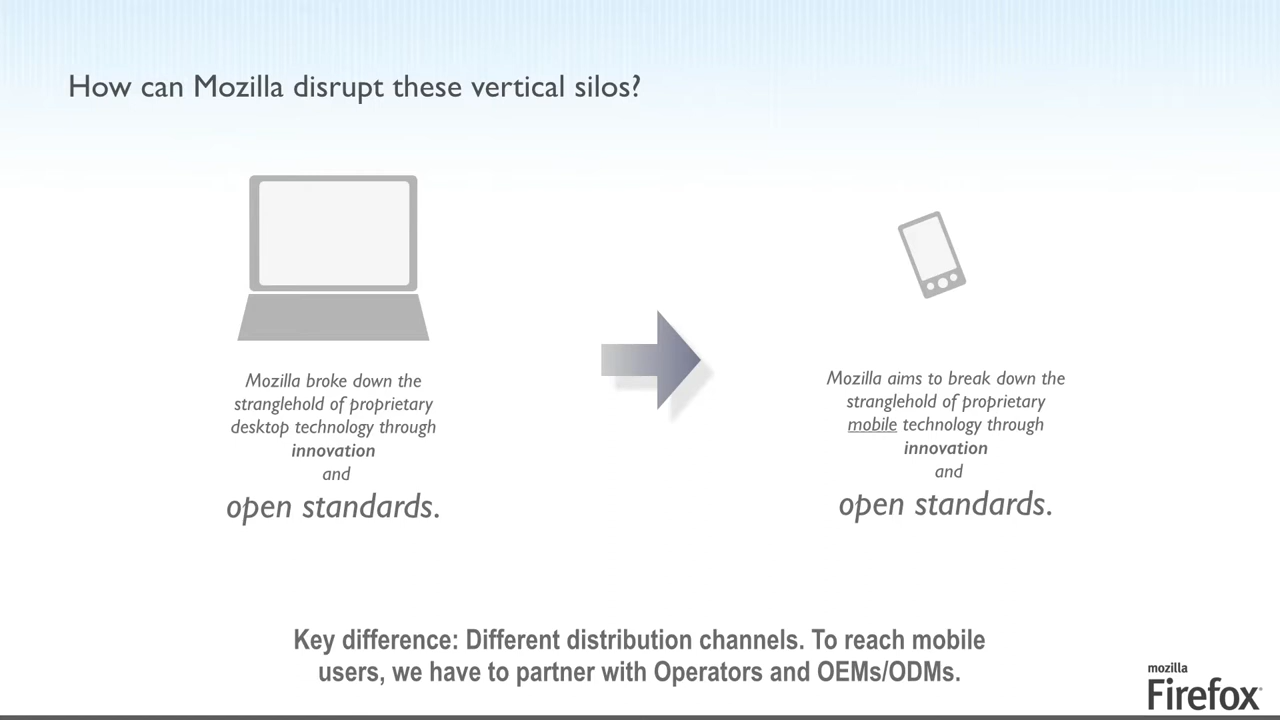 How can Mozilla disrupt these vertical silos?
Mozilla broke down the
stranglehold of proprietary
desktop technology through
innovation
and
open standards.
Mozilla aims to break down the
stranglehold of proprietary
mobile technology through
innovation
and
open standards.
Key difference: Different distribution channels. To reach mobile
users, we have to partner with Operators and OEMs/ODMs.
mozilla
Firefox